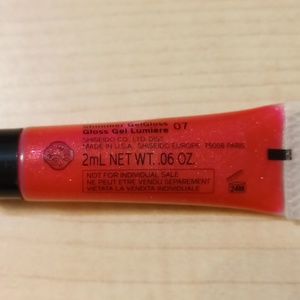 Shimmer GelGloss
Gloss Gel Lumière 07
SHISEIDO CO., LTD. DIST.
MADE IN U.S.A. SHISEIDO EUROPE 75008 PARIS
2mL NET WT. .06 OZ.
NOT FOR INDIVIDUAL SALE
NE PEUT ETRE VENDU SEPAREMENT
VIETATA LA VENDITA INDIVIDUALE
24M